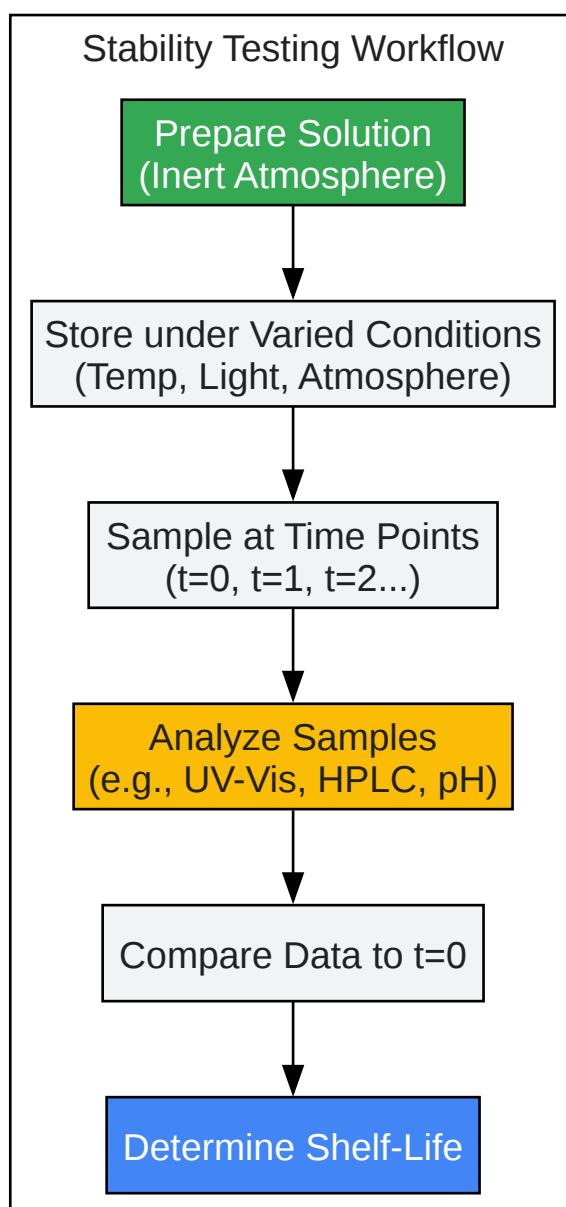 Stability Testing Workflow
Prepare Solution
(Inert Atmosphere)
Store under Varied Conditions
(Temp, Light, Atmosphere)
Sample at Time Points
(t=0, t=1, t=2...)
Analyze Samples
(e.g., UV-Vis, HPLC, pH)
Compare Data to t=0
Determine Shelf-Life